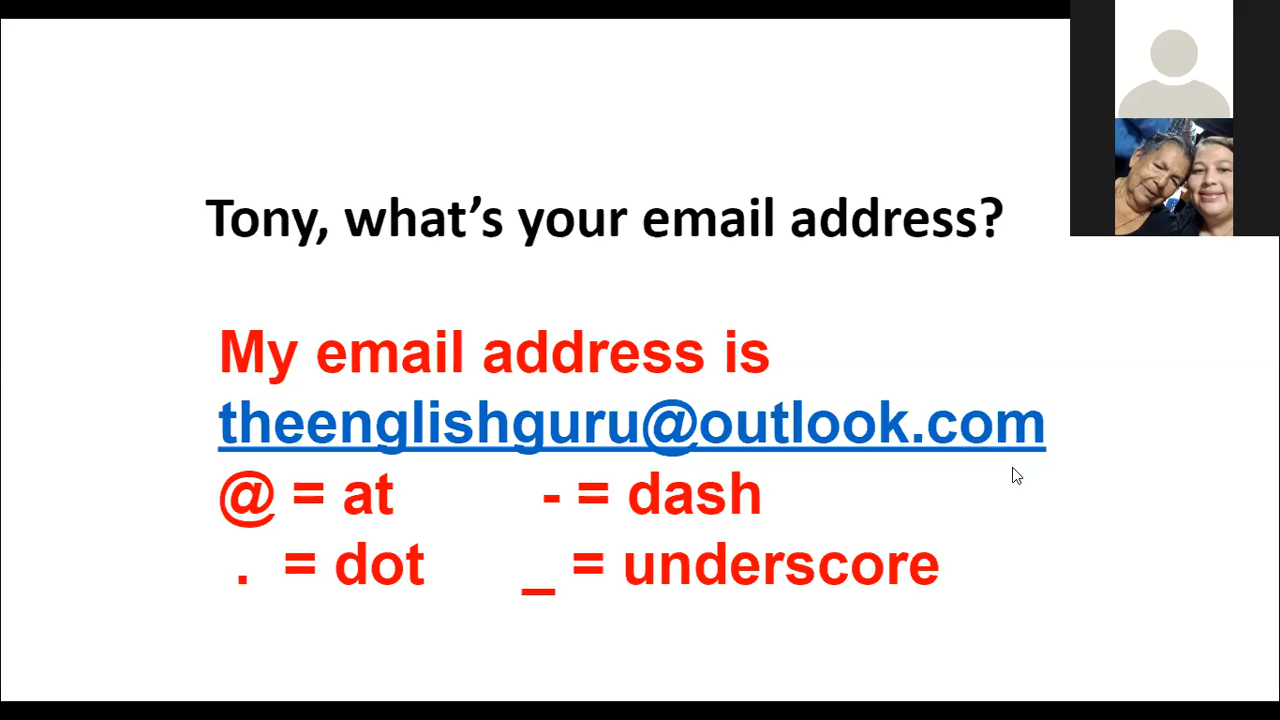 Tony, what’s your email address?
My email address is
theenglishguru@outlook.com
@ = at - = dash
. = dot _ = underscore